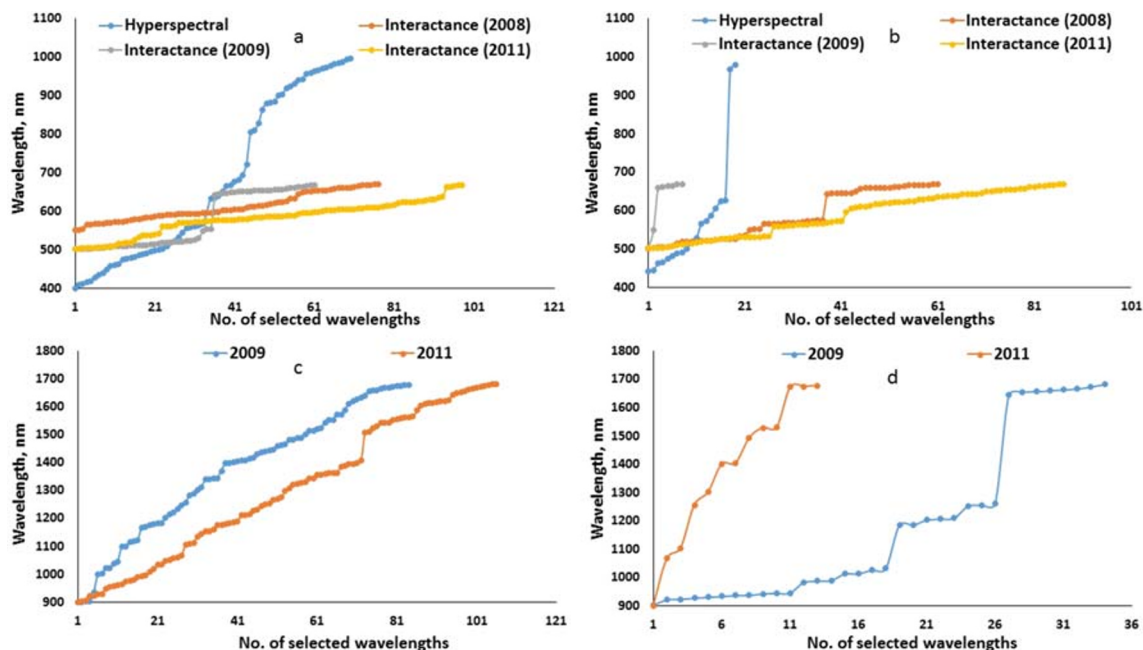 Hyperspectral Interactance (2008)
Interactance (2009) Interactance (2011)
a
Wavelength, nm
1100
1000
900
800
700
600
500
400
1 21 41 61 81 101 121
No. of selected wavelengths
Hyperspectral Interactance (2008)
Interactance (2009) Interactance (2011)
b
Wavelength, nm
1100
1000
900
800
700
600
500
400
1 21 41 61 81 101
No. of selected wavelengths
2009 2011
c
Wavelength, nm
1800
1700
1600
1500
1400
1300
1200
1100
1000
900
1 21 41 61 81 101 121
No. of selected wavelengths
2009 2011
d
Wavelength, nm
1800
1700
1600
1500
1400
1300
1200
1100
1000
900
1 6 11 16 21 26 31 36
No. of selected wavelengths